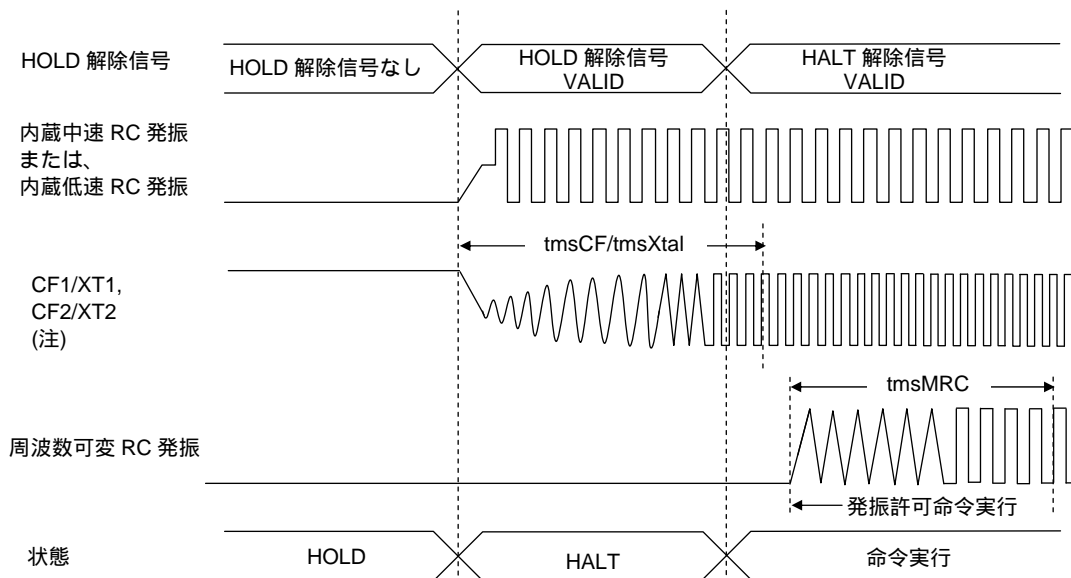 HOLD 解除信号
HOLD 解除信号なし
HOLD 解除信号
VALID
HALT 解除信号
VALID
内蔵中速 RC 発振
または、
内蔵低速 RC 発振
tmsCF/tmsXtal
CF1/XT1,
CF2/XT2
(注)
tmsMRC
周波数可変 RC 発振
発振許可命令実行
状態
HOLD
HALT
命令実行